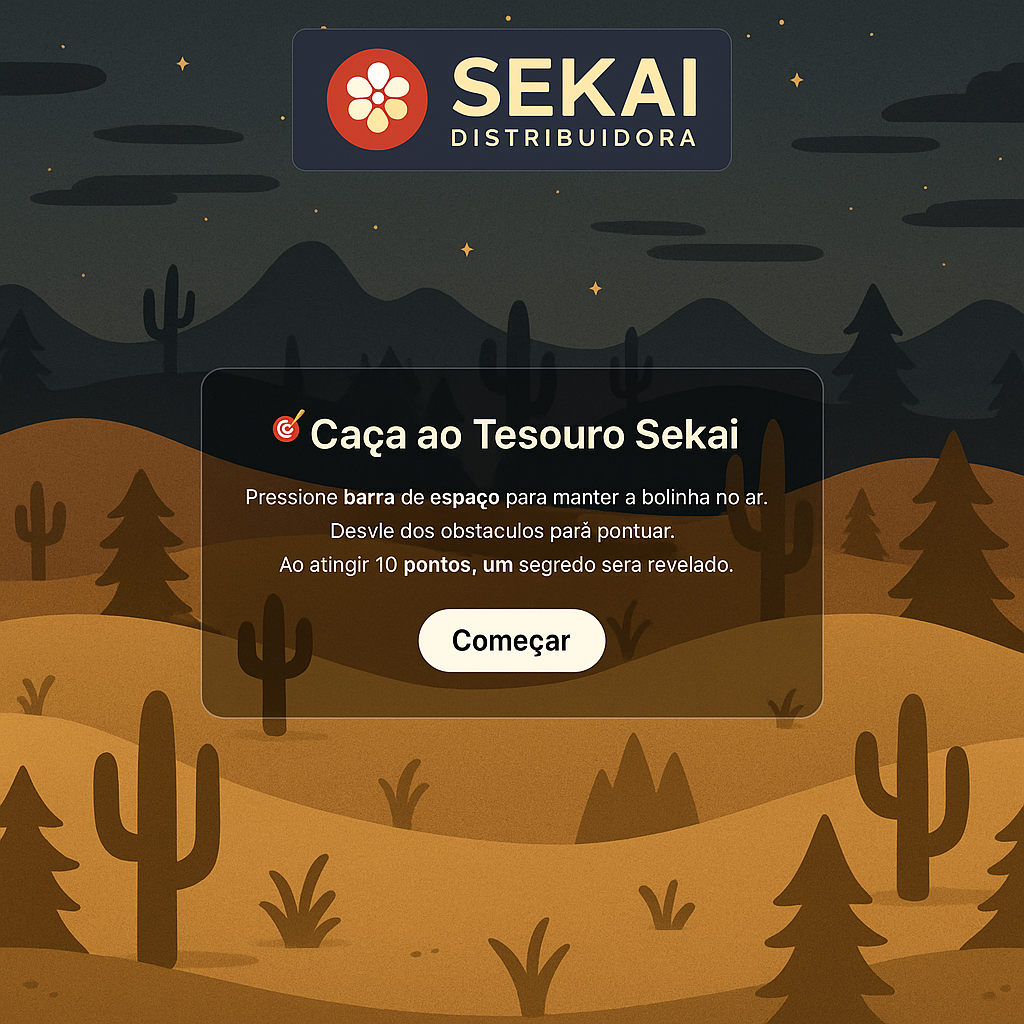 SEKAI
DISTRIBUIDORA
Caça ao Tesouro Sekai
Pressione barra de espaço para manter a bolinha no ar.
Desvle dos obstaculos parå pontuar.
Ao atingir 10 pontos, um segredo sera revelado.
Começar